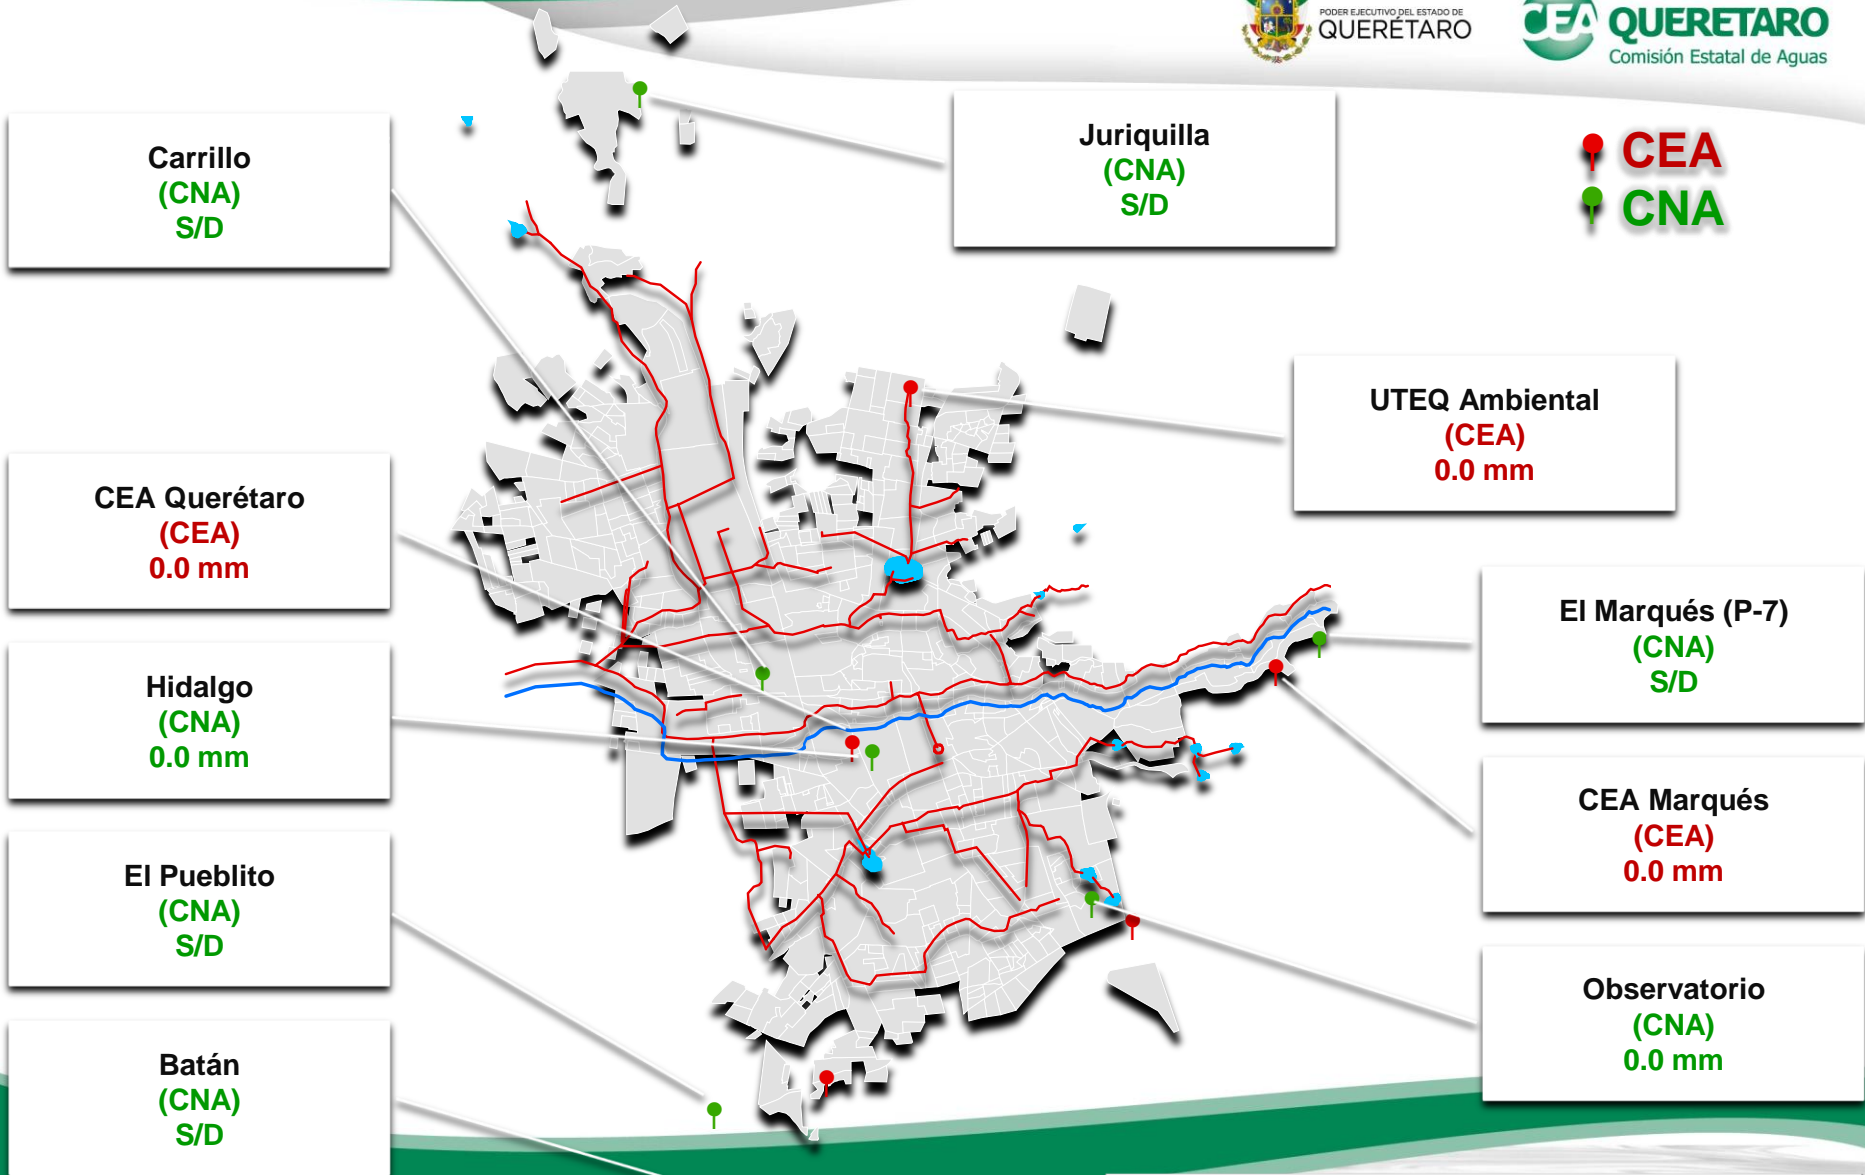 PODER EJECUTIVO DEL ESTADO DE
QUERÉTARO
CEA QUERETARO
Comisión Estatal de Aguas
Carrillo
(CNA)
S/D
Juriquilla
(CNA)
S/D
CEA
CNA
UTEQ Ambiental
(CEA)
0.0 mm
CEA Querétaro
(CEA)
0.0 mm
El Marqués (P-7)
(CNA)
S/D
Hidalgo
(CNA)
0.0 mm
CEA Marqués
(CEA)
0.0 mm
El Pueblito
(CNA)
S/D
Observatorio
(CNA)
0.0 mm
Batán
(CNA)
S/D